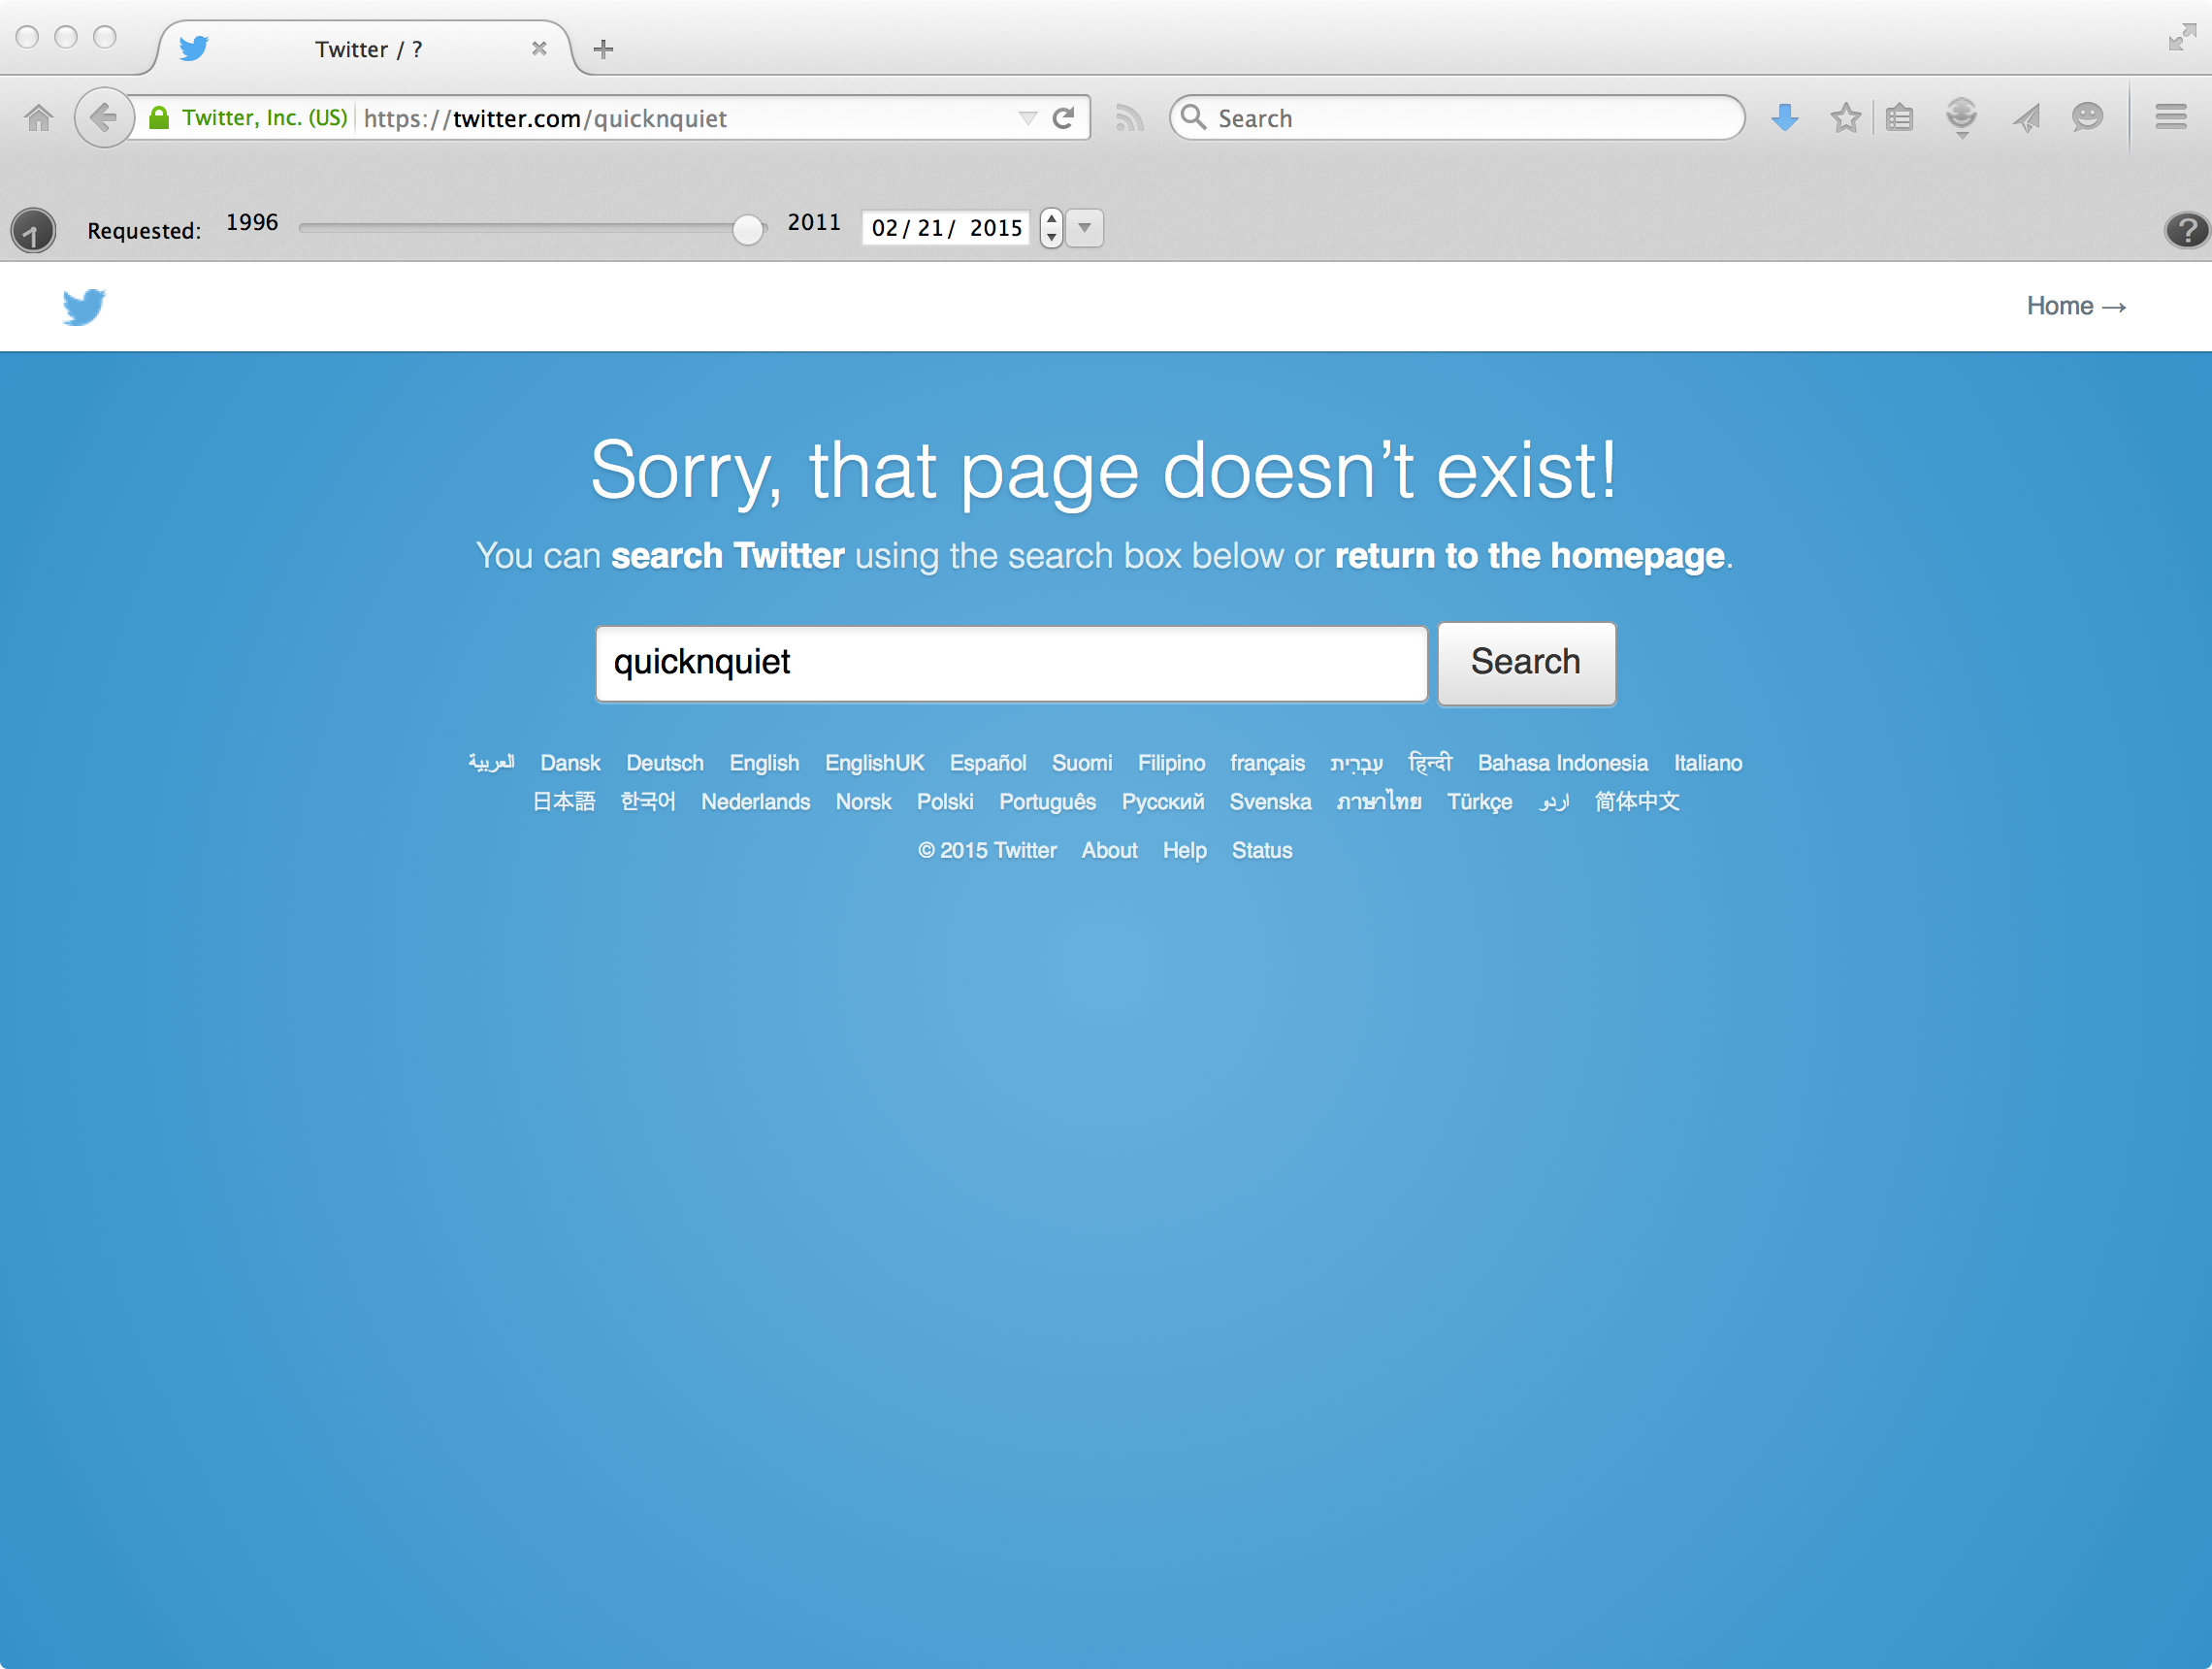 Twitter / ?
Twitter, Inc. (US) https://twitter.com/quicknquiet
Search
Requested: 1996 2011 02/ 21/ 2015
?
Home →
Sorry, that page doesn’t exist!
You can search Twitter using the search box below or return to the homepage.
quicknquiet Search
العربية Dansk Deutsch English EnglishUK Español Suomi Filipino français עִבְרִית हिन्दी Bahasa Indonesia Italiano
日本語 한국어 Nederlands Norsk Polski Português Русский Svenska ภาษาไทย Türkçe اردو 简体中文
© 2015 Twitter About Help Status